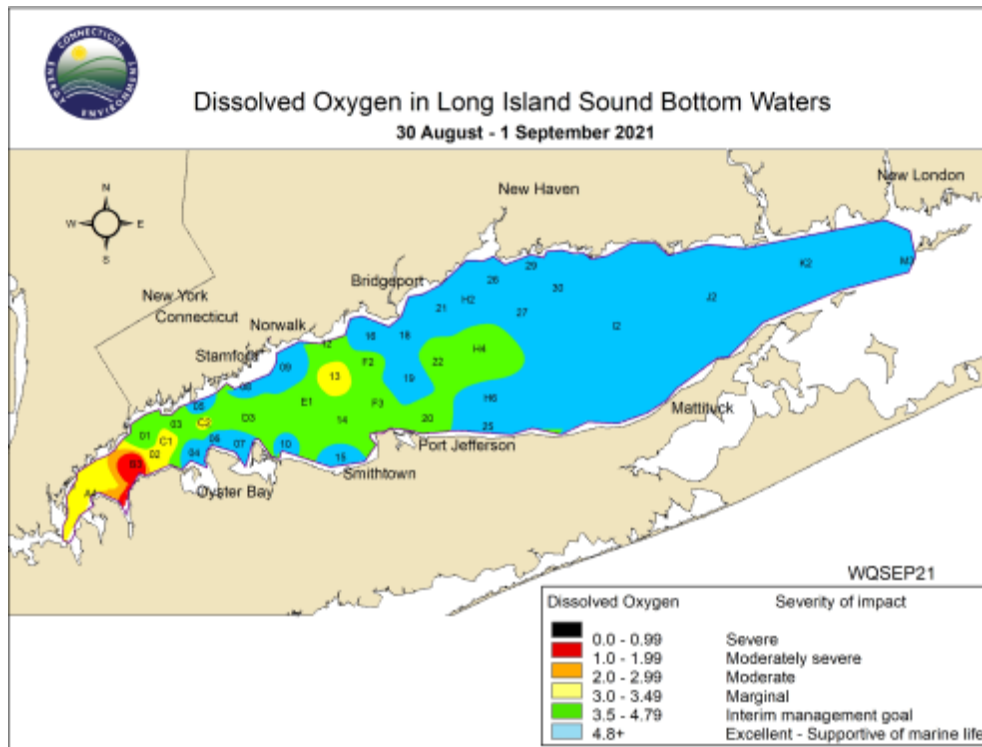 CONNECTICUT
ENERGY ENVIRONMENT
Dissolved Oxygen in Long Island Sound Bottom Waters
30 August - 1 September 2021
New London
New Haven
N
W E
S
K2
M3
29
26
30
Bridgeport
J2
New York
Connecticut
H2
21
27
Norwalk
I2
16
18
12
H4
Stamford
09
F2
22
13
19
08
H6
E1
F3
05
Mattituck
03
D3
14
20
25
01
C1
06
07
10
Port Jefferson
02
04
15
B3
Smithtown
A4
Oyster Bay
WQSEP21
Dissolved Oxygen Severity of impact
0.0 - 0.99 Severe
1.0 - 1.99 Moderately severe
2.0 - 2.99 Moderate
3.0 - 3.49 Marginal
3.5 - 4.79 Interim management goal
4.8+ Excellent - Supportive of marine life